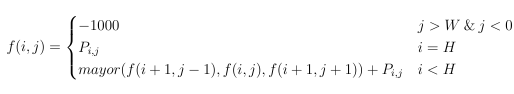 f(i, j) = { -1000 j > W & j < 0
P_{i,j} i = H
mayor(f(i + 1, j − 1), f(i, j), f(i + 1, j + 1)) + P_{i,j} i < H